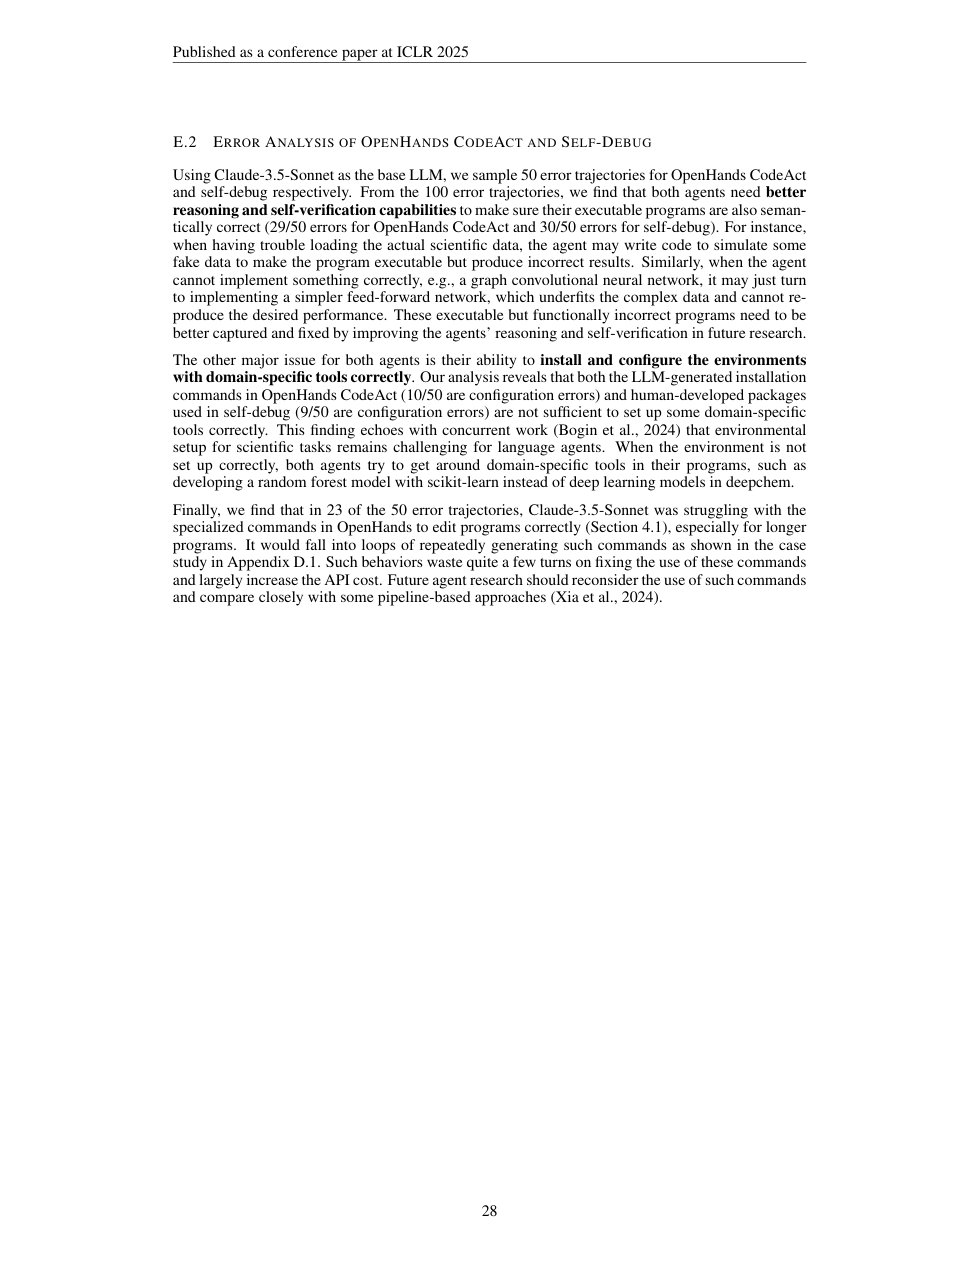 Published as a conference paper at ICLR 2025
E.2 ERROR ANALYSIS OF OPENHANDS CODEACT AND SELF-DEBUG
Using Claude-3.5-Sonnet as the base LLM, we sample 50 error trajectories for OpenHands CodeAct
and self-debug respectively. From the 100 error trajectories, we find that both agents need better
reasoning and self-verification capabilities to make sure their executable programs are also seman-
tically correct (29/50 errors for OpenHands CodeAct and 30/50 errors for self-debug). For instance,
when having trouble loading the actual scientific data, the agent may write code to simulate some
fake data to make the program executable but produce incorrect results. Similarly, when the agent
cannot implement something correctly, e.g., a graph convolutional neural network, it may just turn
to implementing a simpler feed-forward network, which underfits the complex data and cannot re-
produce the desired performance. These executable but functionally incorrect programs need to be
better captured and fixed by improving the agents' reasoning and self-verification in future research.
The other major issue for both agents is their ability to install and configure the environments
with domain-specific tools correctly. Our analysis reveals that both the LLM-generated installation
commands in OpenHands CodeAct (10/50 are configuration errors) and human-developed packages
used in self-debug (9/50 are configuration errors) are not sufficient to set up some domain-specific
tools correctly. This finding echoes with concurrent work (Bogin et al., 2024) that environmental
setup for scientific tasks remains challenging for language agents. When the environment is not
set up correctly, both agents try to get around domain-specific tools in their programs, such as
developing a random forest model with scikit-learn instead of deep learning models in deepchem.
Finally, we find that in 23 of the 50 error trajectories, Claude-3.5-Sonnet was struggling with the
specialized commands in OpenHands to edit programs correctly (Section 4.1), especially for longer
programs. It would fall into loops of repeatedly generating such commands as shown in the case
study in Appendix D.1. Such behaviors waste quite a few turns on fixing the use of these commands
and largely increase the API cost. Future agent research should reconsider the use of such commands
and compare closely with some pipeline-based approaches (Xia et al., 2024).
28